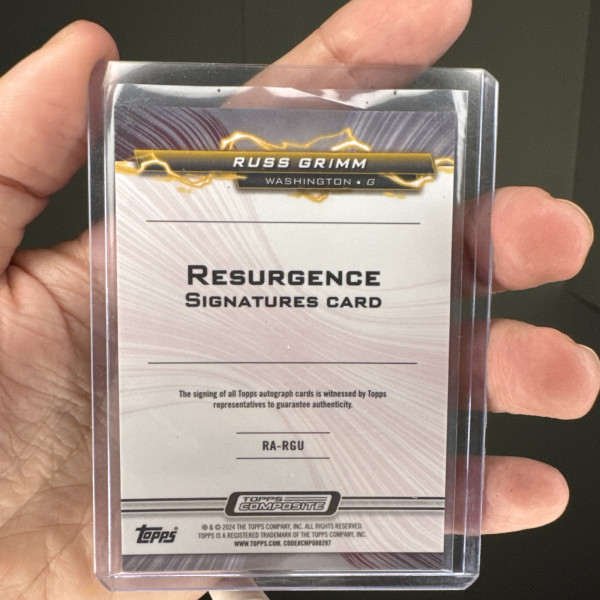 RUSS GRIMM
WASHINGTON • G
RESURGENCE
SIGNATURES CARD
The signing of all Topps autograph cards is witnessed by Topps
representatives to guarantee authenticity.
RA-RGU
TOPPS
COMPOSITE
Topps
® & © 2024 THE TOPPS COMPANY, INC. ALL RIGHTS RESERVED.
TOPPS IS A REGISTERED TRADEMARK OF THE TOPPS COMPANY, INC.
WWW.TOPPS.COM. CODE#CMP088297